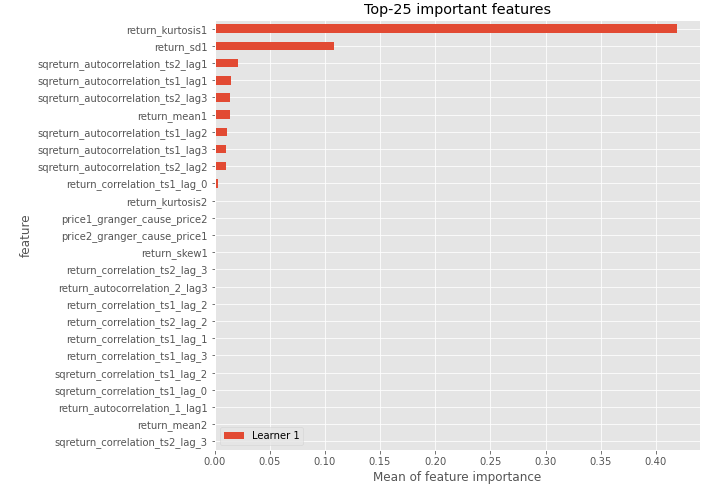 Top-25 important features
return_kurtosis1
return_sd1
sqreturn_autocorrelation_ts2_lag1
sqreturn_autocorrelation_ts1_lag1
sqreturn_autocorrelation_ts2_lag3
return_mean1
sqreturn_autocorrelation_ts1_lag2
sqreturn_autocorrelation_ts1_lag3
sqreturn_autocorrelation_ts2_lag2
return_correlation_ts1_lag_0
return_kurtosis2
price1_granger_cause_price2
price2_granger_cause_price1
return_skew1
return_correlation_ts2_lag_3
return_autocorrelation_2_lag3
return_correlation_ts1_lag_2
return_correlation_ts2_lag_2
return_correlation_ts1_lag_1
return_correlation_ts1_lag_3
sqreturn_correlation_ts1_lag_2
sqreturn_correlation_ts1_lag_0
return_autocorrelation_1_lag1
return_mean2
sqreturn_correlation_ts2_lag_3
feature
Learner 1
0.00 0.05 0.10 0.15 0.20 0.25 0.30 0.35 0.40
Mean of feature importance